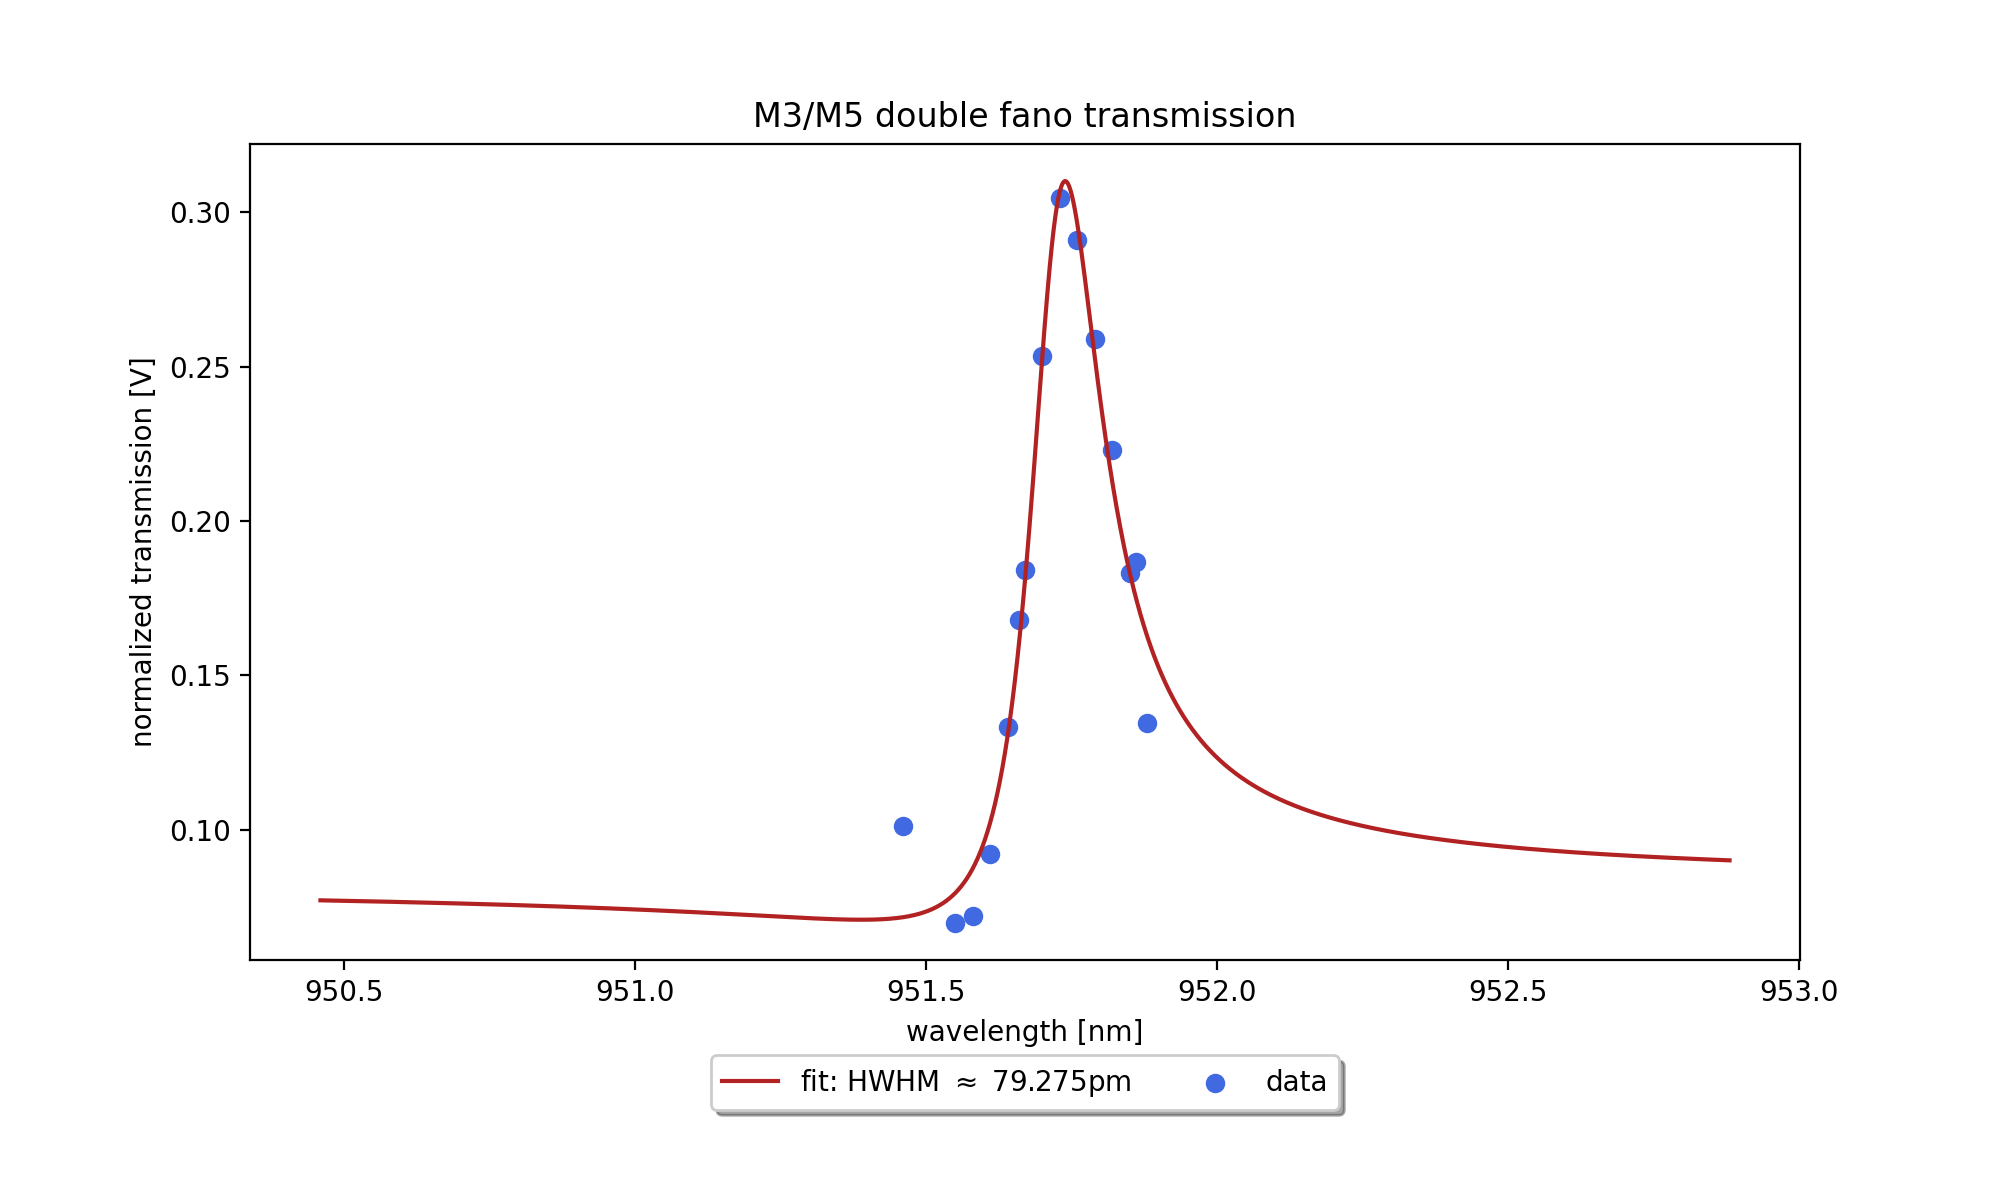 M3/M5 double fano transmission
normalized transmission [V]
0.30
0.25
0.20
0.15
0.10
950.5 951.0 951.5 952.0 952.5 953.0
wavelength [nm]
fit: HWHM ≈ 79.275pm data